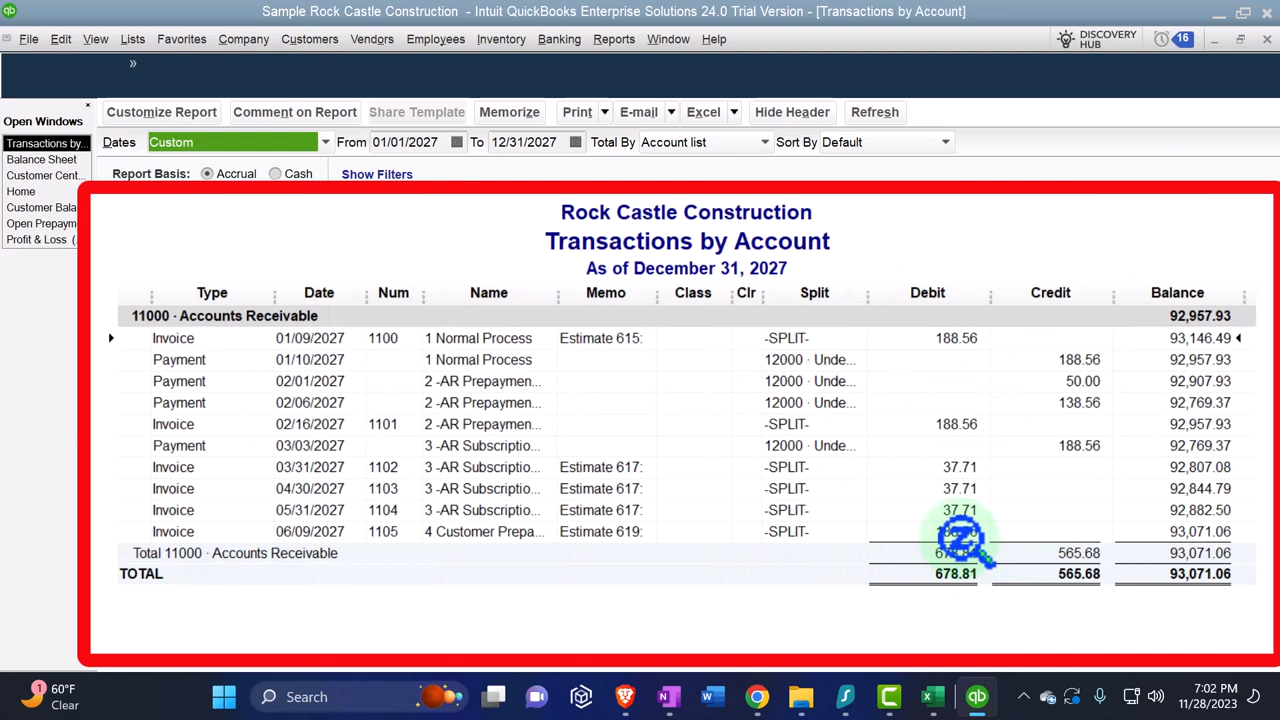 Sample Rock Castle Construction - Intuit QuickBooks Enterprise Solutions 24.0 Trial Version - [Transactions by Account]
File Edit View Lists Favorites Company Customers Vendors Employees Inventory Banking Reports Window Help DISCOVERY HUB 16
»
Customize Report Comment on Report Share Template Memorize Print E-mail Excel Hide Header Refresh
Open Windows
Transactions by...
Balance Sheet
Customer Cent...
Home
Customer Bala
Open Prepaym
Profit & Loss (
Dates Custom From 01/01/2027 To 12/31/2027 Total By Account list Sort By Default
Report Basis: Accrual Cash Show Filters
Rock Castle Construction
Transactions by Account
As of December 31, 2027
Type Date Num Name Memo Class Clr Split Debit Credit Balance
11000 · Accounts Receivable 92,957.93
Invoice 01/09/2027 1100 1 Normal Process Estimate 615: -SPLIT- 188.56 93,146.49
Payment 01/10/2027 1 Normal Process 12000 · Unde... 188.56 92,957.93
Payment 02/01/2027 2 -AR Prepaymen... 12000 · Unde... 50.00 92,907.93
Payment 02/06/2027 2 -AR Prepaymen... 12000 · Unde... 138.56 92,769.37
Invoice 02/16/2027 1101 2 -AR Prepaymen... -SPLIT- 188.56 92,957.93
Payment 03/03/2027 3 -AR Subscriptio... 12000 · Unde... 188.56 92,769.37
Invoice 03/31/2027 1102 3 -AR Subscriptio... Estimate 617: -SPLIT- 37.71 92,807.08
Invoice 04/30/2027 1103 3 -AR Subscriptio... Estimate 617: -SPLIT- 37.71 92,844.79
Invoice 05/31/2027 1104 3 -AR Subscriptio... Estimate 617: -SPLIT- 37.71 92,882.50
Invoice 06/09/2027 1105 4 Customer Prepa... Estimate 619: -SPLIT- 93,071.06
Total 11000 · Accounts Receivable 565.68 93,071.06
TOTAL 678.81 565.68 93,071.06
1 60°F
Clear
Search
7:02 PM
11/28/2023